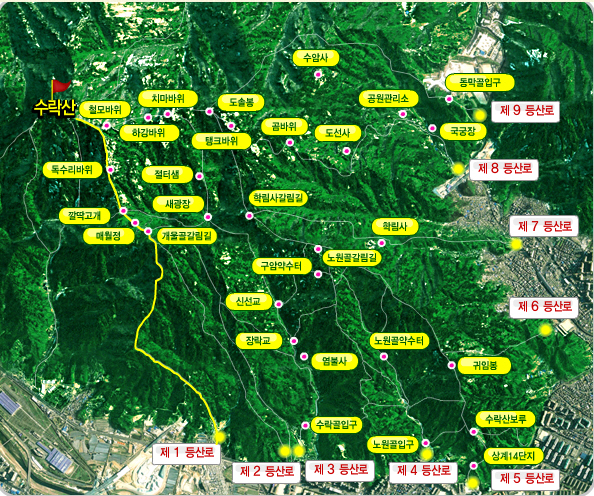 수암사
동막골입구
수락산
철모바위
치마바위
도솔봉
공원관리소
제 9 등산로
하강바위
탱크바위
곰바위
도선사
국궁장
독수리바위
절터샘
제 8 등산로
깔딱고개
새광장
학림사갈림길
매월정
개울골갈림길
학림사
제 7 등산로
구암약수터
노원골갈림길
신선교
제 6 등산로
장락교
염불사
노원골약수터
귀임봉
수락골입구
수락산보루
제 1 등산로
노원골입구
상계14단지
제 2 등산로
제 3 등산로
제 4 등산로
제 5 등산로